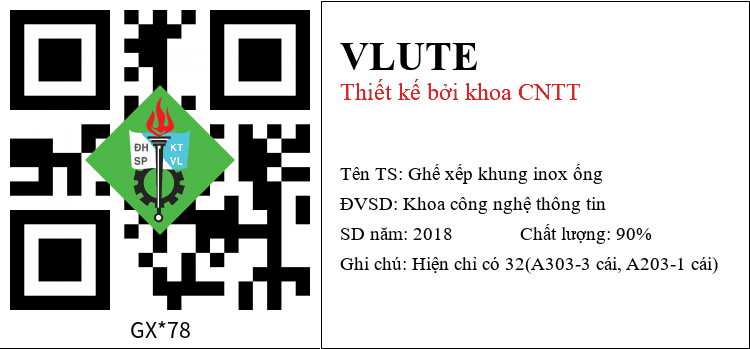 ĐH KT
SP VL
GX*78
VLUTE
Thiết kế bởi khoa CNTT
Tên TS: Ghế xếp khung inox ống
ĐVSD: Khoa công nghệ thông tin
SD năm: 2018 Chất lượng: 90%
Ghi chú: Hiện chỉ có 32(A303-3 cái, A203-1 cái)